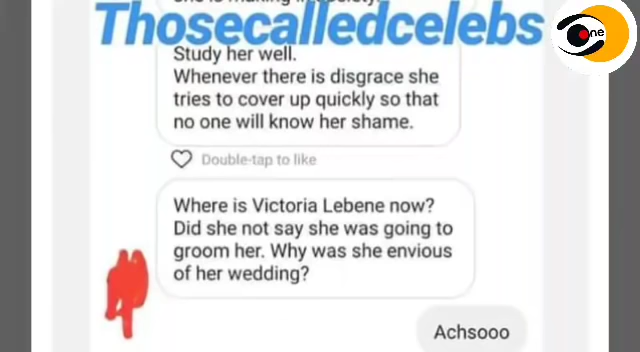 Thosecalledcelebs
one
Study her well.
Whenever there is disgrace she
tries to cover up quickly so that
no one will know her shame.
Double-tap to like
Where is Victoria Lebene now?
Did she not say she was going to
groom her. Why was she envious
of her wedding?
Achsooo